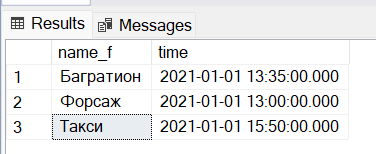 Results Messages
name_f time
1 Багратион 2021-01-01 13:35:00.000
2 Форсаж 2021-01-01 13:00:00.000
3 Такси 2021-01-01 15:50:00.000